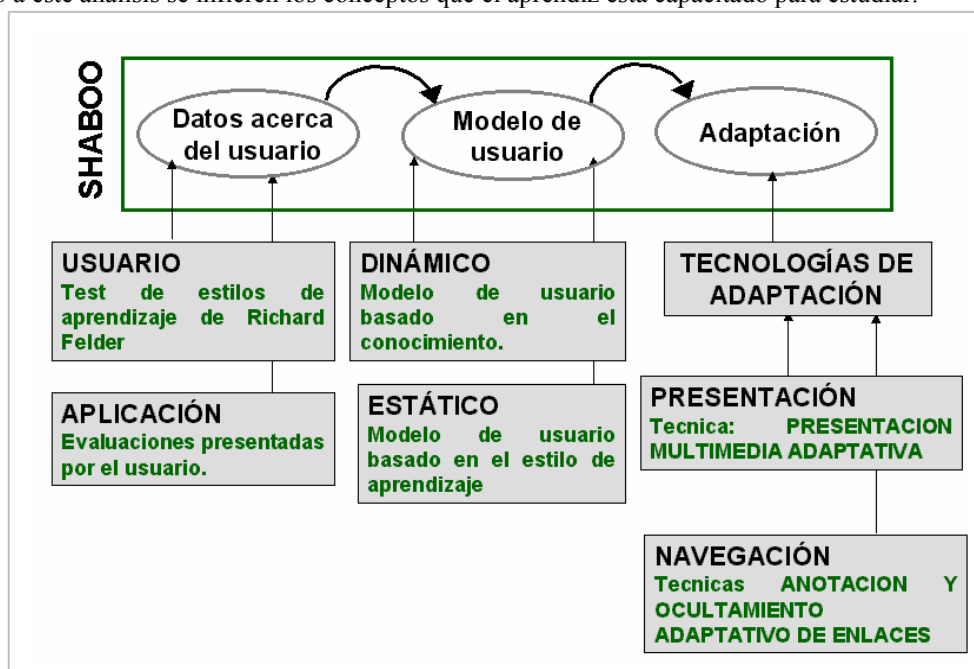 o a este análisis se infieren los conceptos que el aprendiz está capacitado para estudiar.
SHABOO
Datos acerca
del usuario
Modelo de
usuario
Adaptación
USUARIO
Test de estilos de
aprendizaje de Richard
Felder
APLICACIÓN
Evaluaciones presentadas
por el usuario.
DINÁMICO
Modelo de usuario
basado en el
conocimiento.
ESTÁTICO
Modelo de usuario
basado en el estilo de
aprendizaje
TECNOLOGÍAS DE
ADAPTACIÓN
PRESENTACIÓN
Tecnica: PRESENTACION
MULTIMEDIA ADAPTATIVA
NAVEGACIÓN
Tecnicas ANOTACION Y
OCULTAMIENTO
ADAPTATIVO DE ENLACES